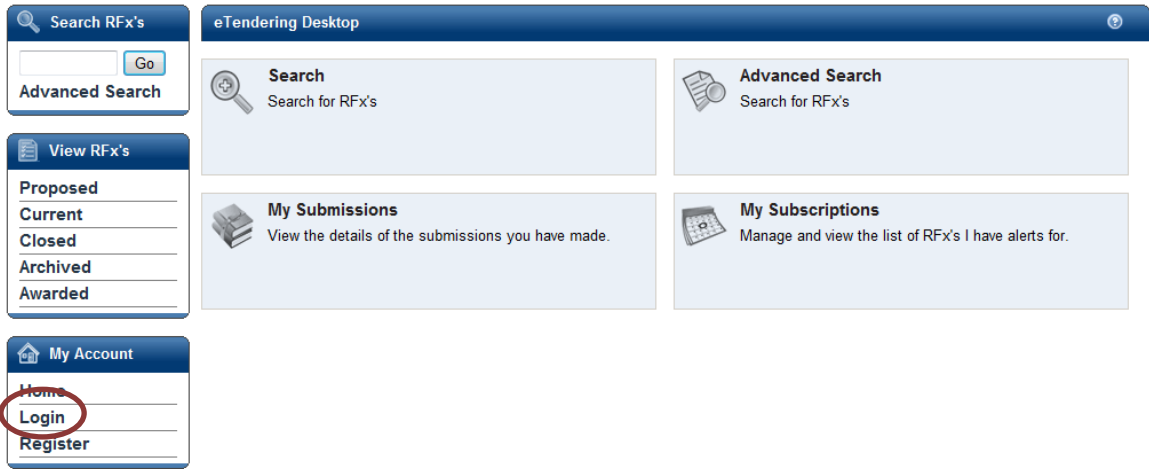 Search RFx's
Go
Advanced Search
View RFx's
Proposed
Current
Closed
Archived
Awarded
My Account
Home
Login
Register
eTendering Desktop
?
Search
Search for RFx's
Advanced Search
Search for RFx's
My Submissions
View the details of the submissions you have made.
My Subscriptions
Manage and view the list of RFx's I have alerts for.